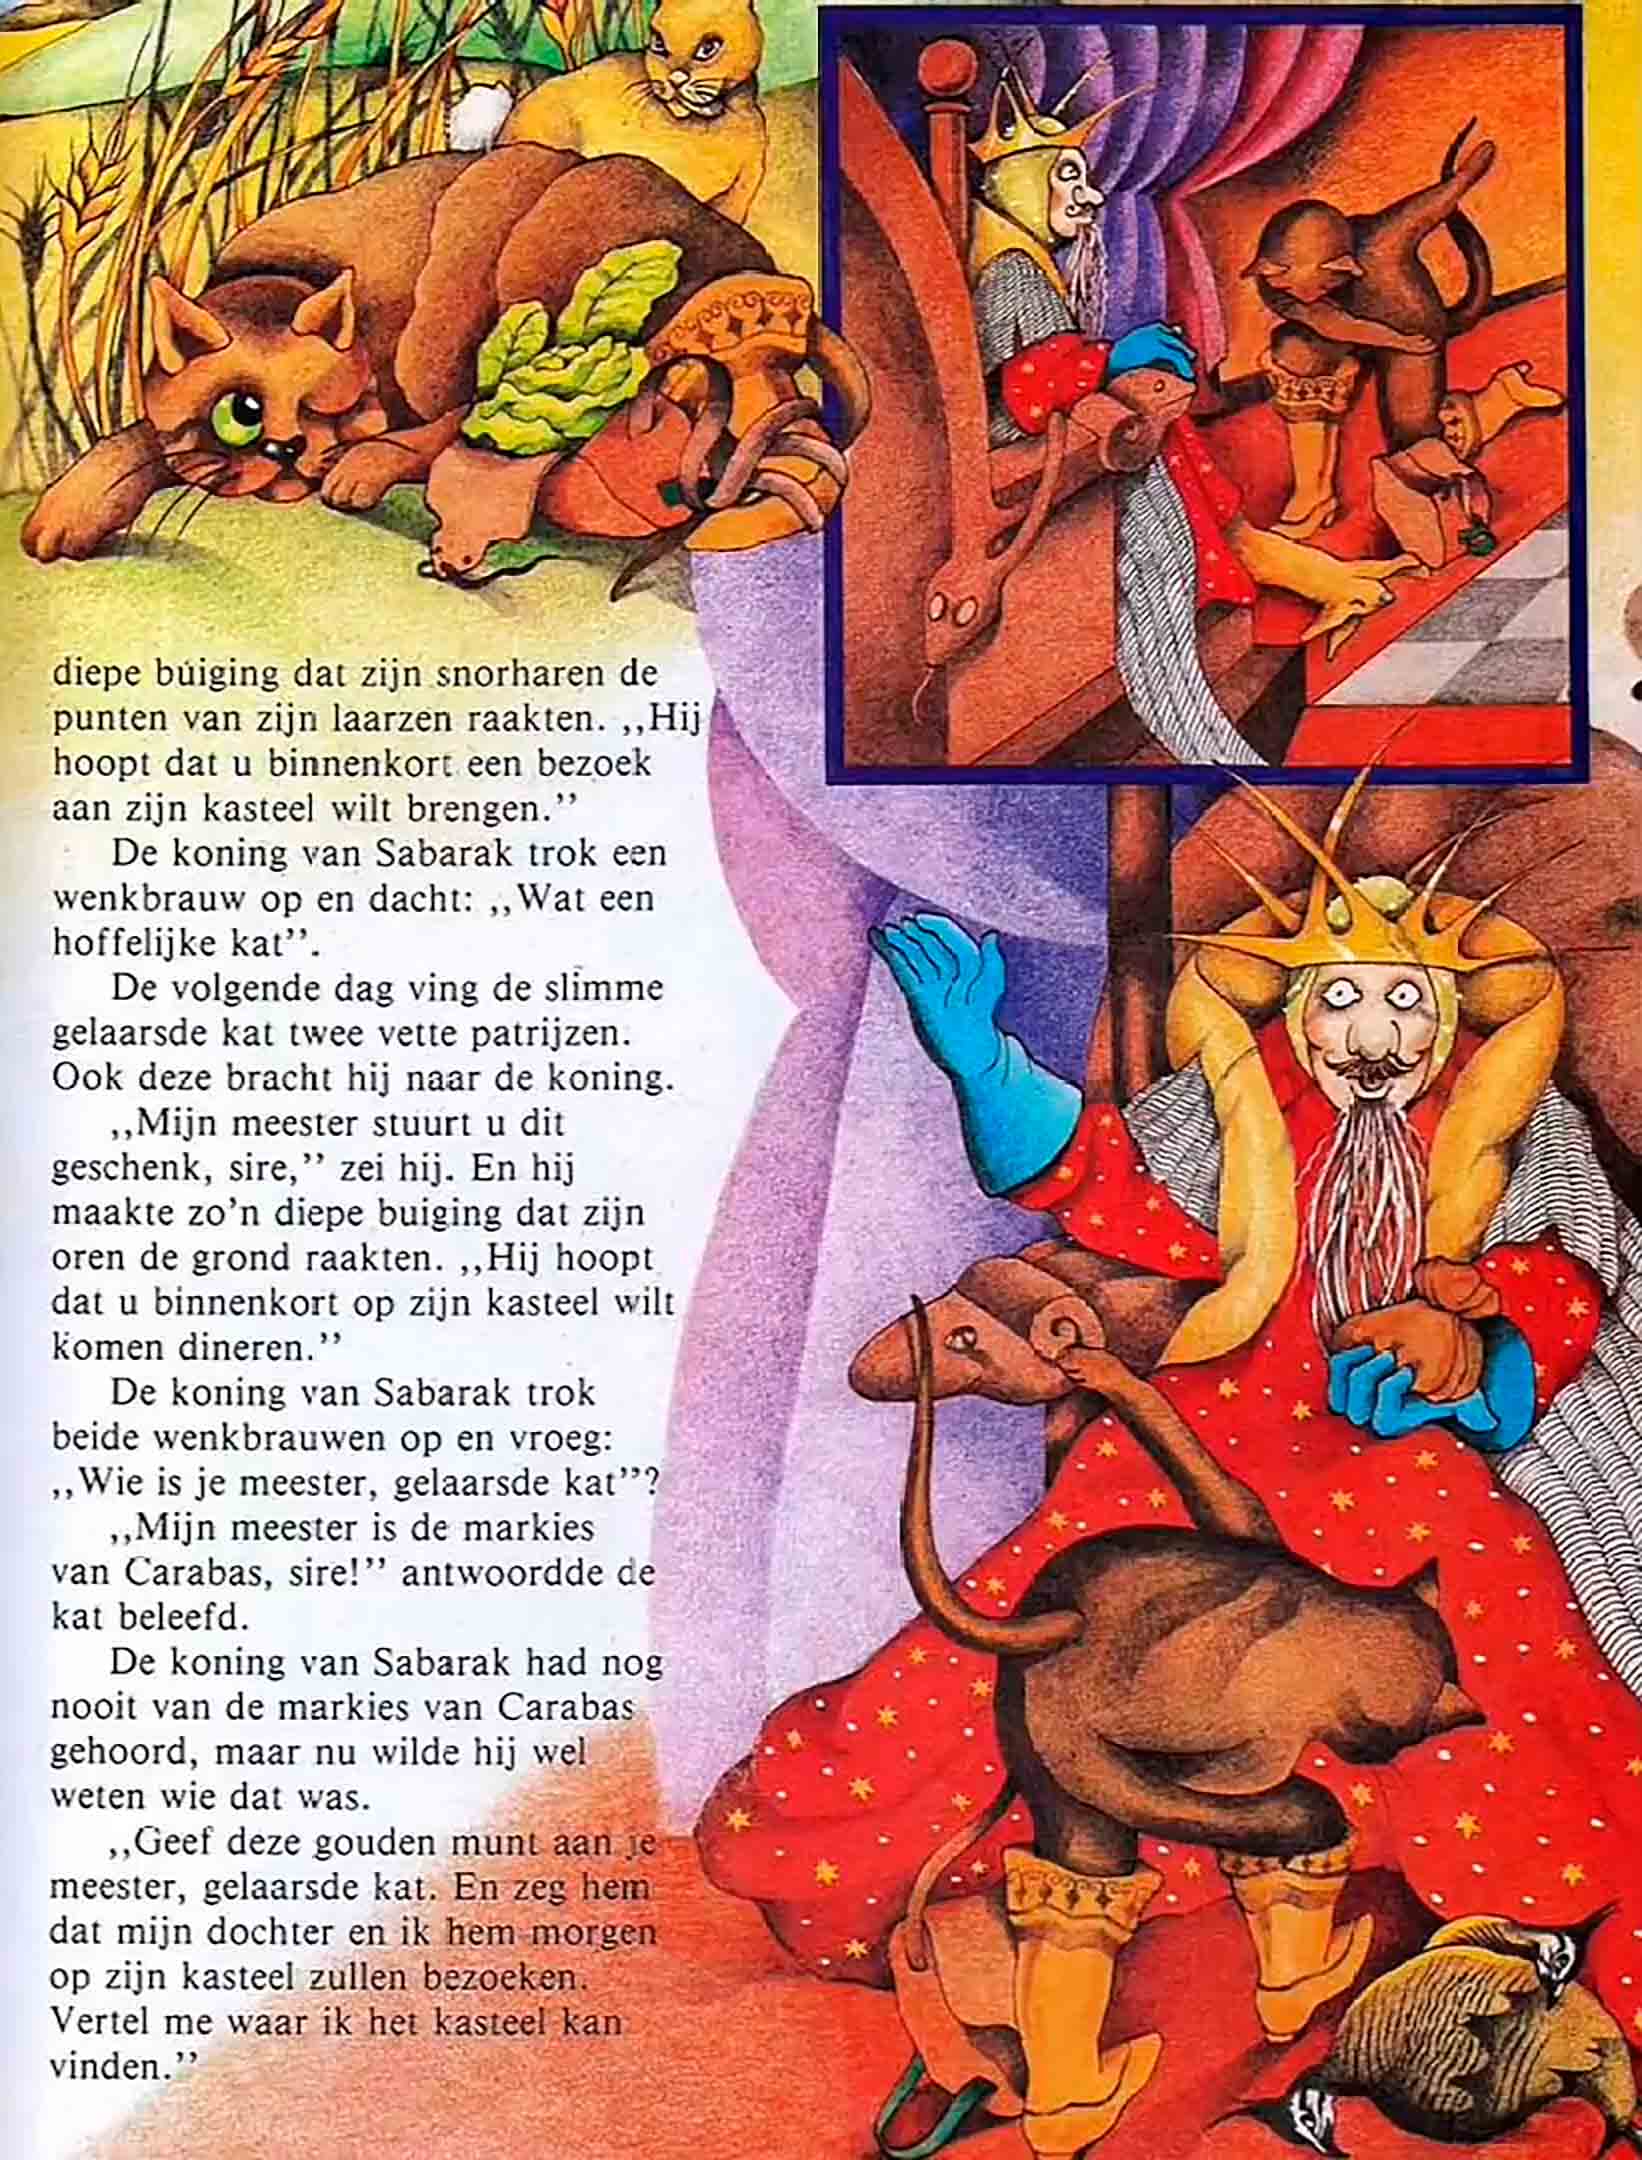 diepe buiging dat zijn snorharen de
punten van zijn laarzen raakten. ,,Hij
hoopt dat u binnenkort een bezoek
aan zijn kasteel wilt brengen.”
De koning van Sabarak trok een
wenkbrauw op en dacht: ,,Wat een
hoffelijke kat”.
De volgende dag ving de slimme
gelaarsde kat twee vette patrijzen.
Ook deze bracht hij naar de koning.
,,Mijn meester stuurt u dit
geschenk, sire,” zei hij. En hij
maakte zo’n diepe buiging dat zijn
oren de grond raakten. ,,Hij hoopt
dat u binnenkort op zijn kasteel wilt
komen dineren.”
De koning van Sabarak trok
beide wenkbrauwen op en vroeg:
,,Wie is je meester, gelaarsde kat”?
,,Mijn meester is de markies
van Carabas, sire!” antwoordde de
kat beleefd.
De koning van Sabarak had nog
nooit van de markies van Carabas
gehoord, maar nu wilde hij wel
weten wie dat was.
,,Geef deze gouden munt aan je
meester, gelaarsde kat. En zeg hem
dat mijn dochter en ik hem morgen
op zijn kasteel zullen bezoeken.
Vertel me waar ik het kasteel kan
vinden.”